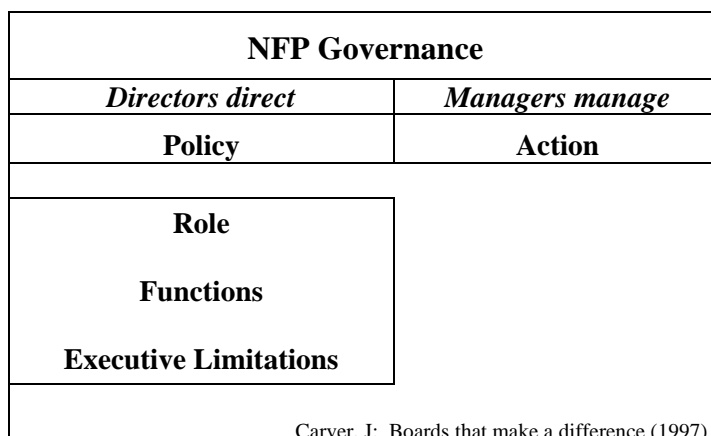 NFP Governance
Directors direct Managers manage
Policy Action
Role
Functions
Executive Limitations
Carver, J: Boards that make a difference (1997)